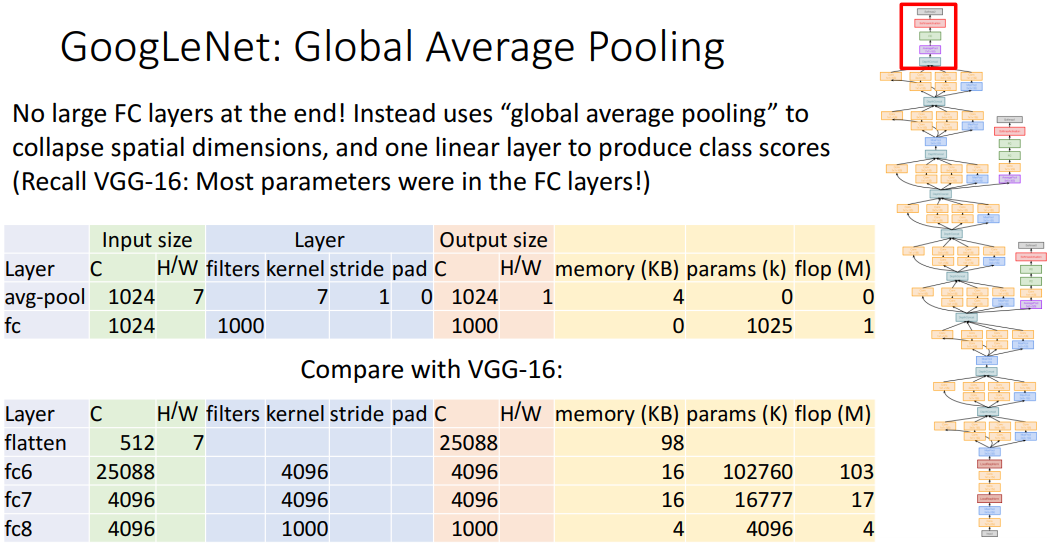 GoogLeNet: Global Average Pooling
No large FC layers at the end! Instead uses “global average pooling” to
collapse spatial dimensions, and one linear layer to produce class scores
(Recall VGG-16: Most parameters were in the FC layers!)
Input size Layer Output size
Layer C H/W filters kernel stride pad C H/W memory (KB) params (k) flop (M)
avg-pool 1024 7 7 1 0 1024 1 4 0 0
fc 1024 1000 1000 0 1025 1
Compare with VGG-16:
Layer C H/W filters kernel stride pad C H/W memory (KB) params (K) flop (M)
flatten 512 7 25088 98
fc6 25088 4096 4096 16 102760 103
fc7 4096 4096 4096 16 16777 17
fc8 4096 1000 1000 4 4096 4